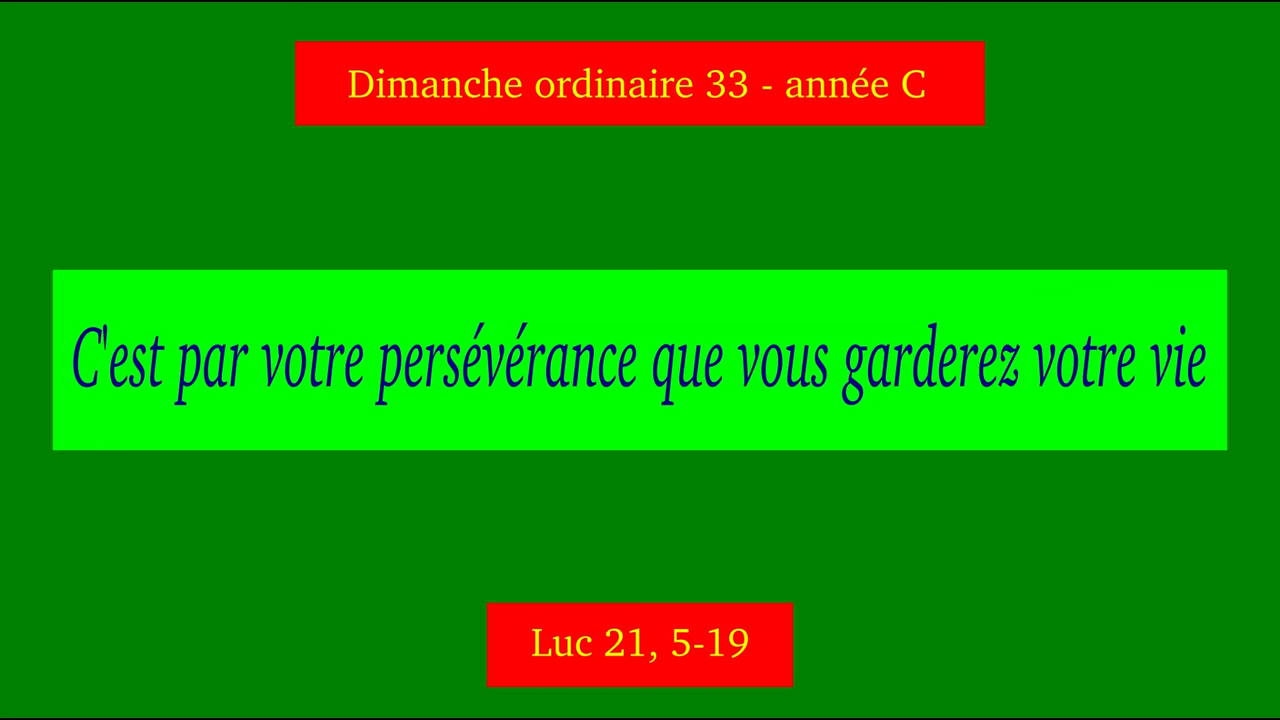 Dimanche ordinaire 33 - année C
C'est par votre persévérance que vous garderez votre vie
Luc 21, 5-19